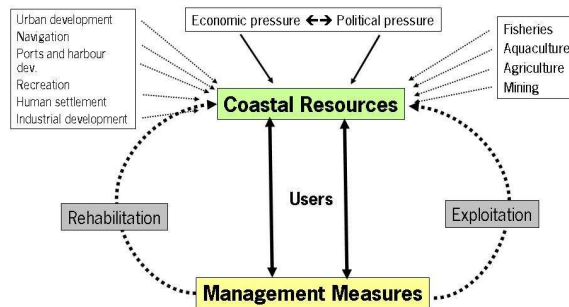 Urban development
Navigation
Ports and harbour
dev.
Recreation
Human settlement
Industrial development
Economic pressure Political pressure
Fisheries
Aquaculture
Agriculture
Mining
Coastal Resources
Users
Rehabilitation
Exploitation
Management Measures